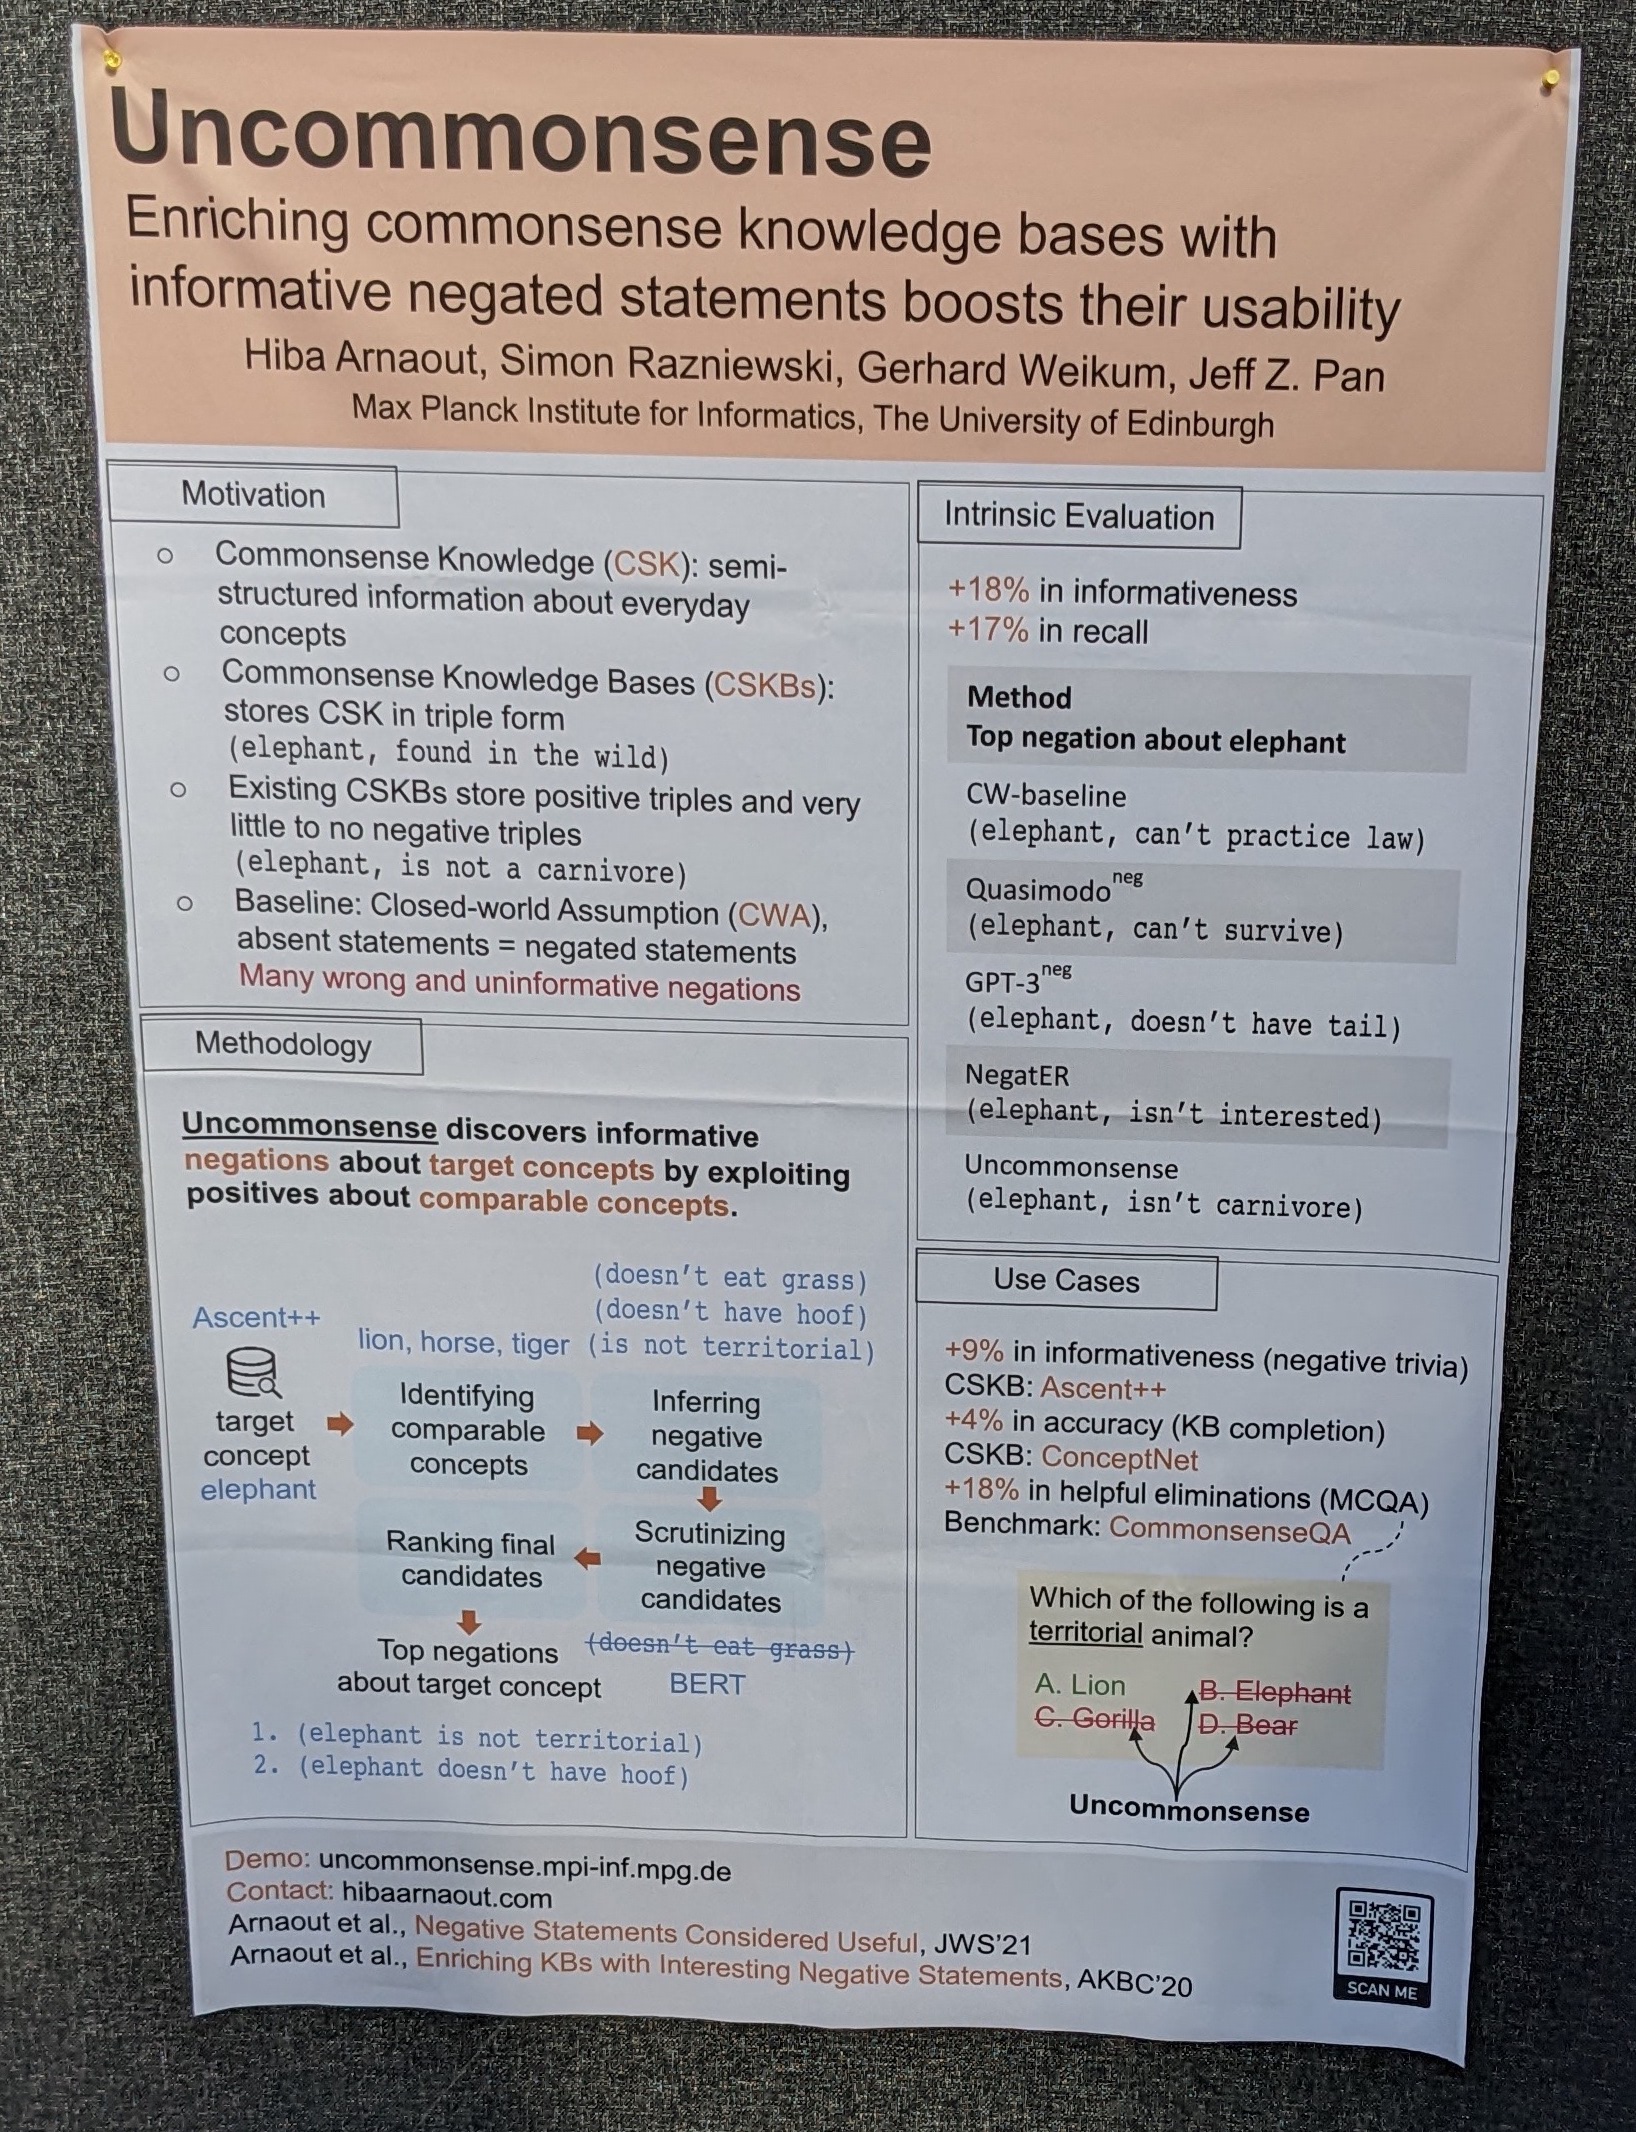 Uncommonsense
Enriching commonsense knowledge bases with
informative negated statements boosts their usability
Hiba Arnaout, Simon Razniewski, Gerhard Weikum, Jeff Z. Pan
Max Planck Institute for Informatics, The University of Edinburgh
Motivation
○ Commonsense Knowledge (CSK): semi-
structured information about everyday
concepts
○ Commonsense Knowledge Bases (CSKBs):
stores CSK in triple form
(elephant, found in the wild)
○ Existing CSKBs store positive triples and very
little to no negative triples
(elephant, is not a carnivore)
○ Baseline: Closed-world Assumption (CWA),
absent statements = negated statements
Many wrong and uninformative negations
Methodology
Uncommonsense discovers informative
negations about target concepts by exploiting
positives about comparable concepts.
Ascent++
target
concept
elephant
lion, horse, tiger
Identifying
comparable
concepts
(doesn't eat grass)
(doesn't have hoof)
(is not territorial)
Inferring
negative
candidates
Scrutinizing
negative
candidates
(doesn't eat grass)
BERT
Ranking final
candidates
Top negations
about target concept
1. (elephant is not territorial)
2. (elephant doesn't have hoof)
Intrinsic Evaluation
+18% in informativeness
+17% in recall
Method
Top negation about elephant
CW-baseline
(elephant, can't practice law)
Quasimodo^neg
(elephant, can't survive)
GPT-3^neg
(elephant, doesn't have tail)
NegatER
(elephant, isn't interested)
Uncommonsense
(elephant, isn't carnivore)
Use Cases
+9% in informativeness (negative trivia)
CSKB: Ascent++
+4% in accuracy (KB completion)
CSKB: ConceptNet
+18% in helpful eliminations (MCQA)
Benchmark: CommonsenseQA
Which of the following is a
territorial animal?
A. Lion B. Elephant
C. Gorilla D. Bear
Uncommonsense
Demo: uncommonsense.mpi-inf.mpg.de
Contact: hibaarnaout.com
Arnaout et al., Negative Statements Considered Useful, JWS'21
Arnaout et al., Enriching KBs with Interesting Negative Statements, AKBC'20
SCAN ME